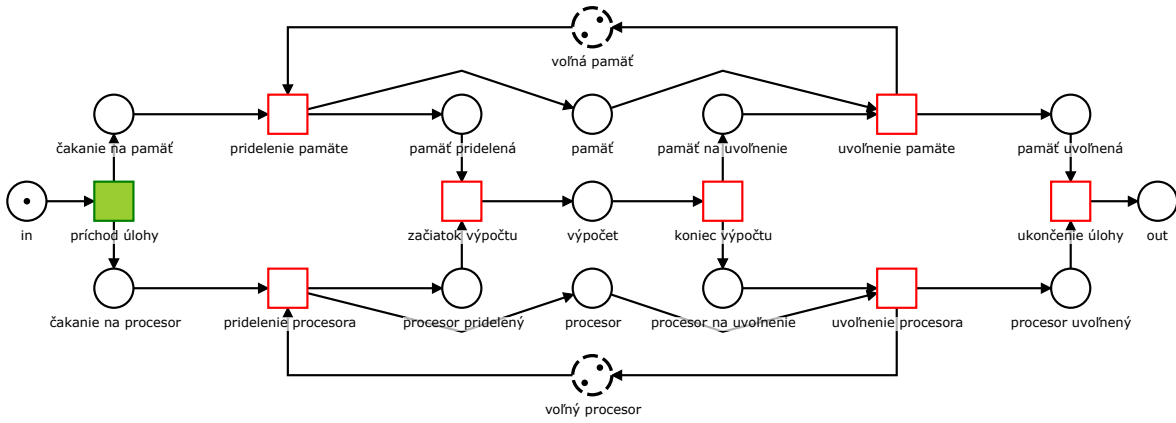 voľná pamäť
čakanie na pamäť
pridelenie pamäte
pamäť pridelená
pamäť
pamäť na uvoľnenie
uvoľnenie pamäte
pamäť uvoľnená
in
príchod úlohy
začiatok výpočtu
výpočet
koniec výpočtu
ukončenie úlohy
out
čakanie na procesor
pridelenie procesora
procesor pridelený
procesor
procesor na uvoľnenie
uvoľnenie procesora
procesor uvoľnený
voľný procesor